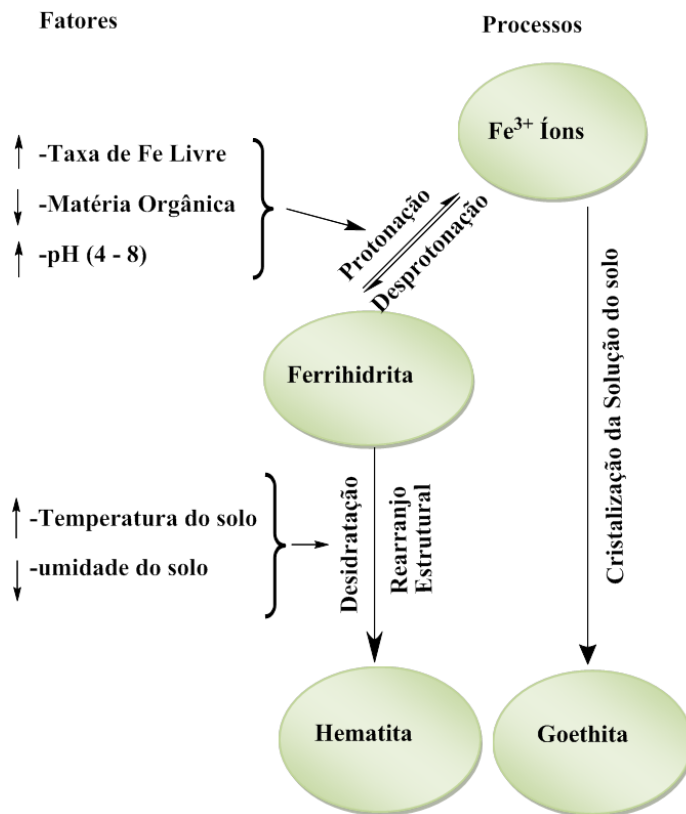 Fatores
Processos
Fe³⁺ Íons
↑ -Taxa de Fe Livre
↓ -Matéria Orgânica
↑ -pH (4 - 8)
Protonação
Desprotonação
Ferrihidrita
Cristalização da Solução do solo
↑ -Temperatura do solo
↓ -umidade do solo
Desidratação
Rearranjo
Estrutural
Hematita
Goethita